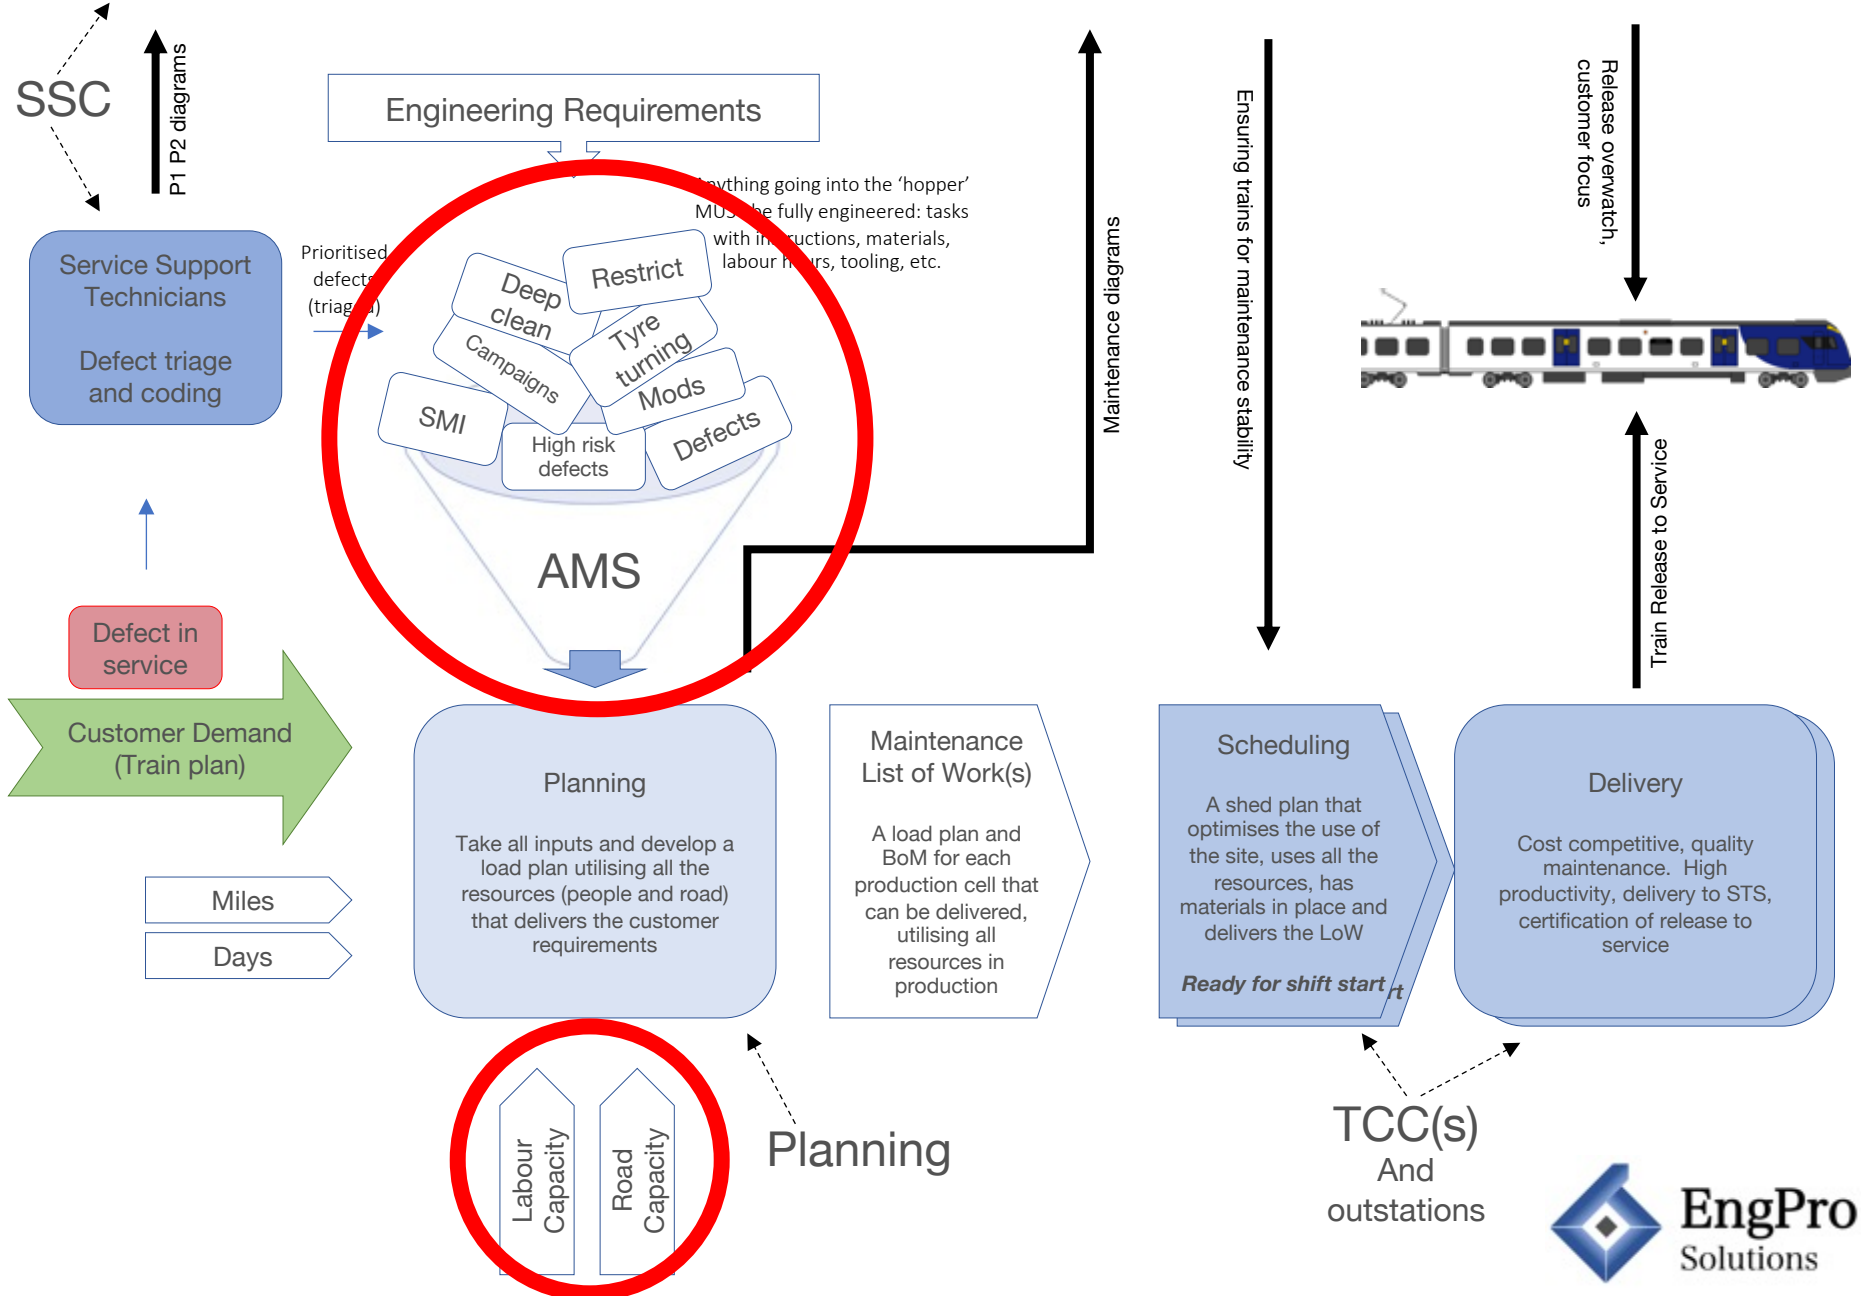 SSC
P1 P2 diagrams
Engineering Requirements
Anything going into the ‘hopper’
MUST be fully engineered: tasks
with instructions, materials,
labour hours, tooling, etc.
Service Support
Technicians
Defect triage
and coding
Prioritised
defects
(triaged)
Restrict
Deep
clean
Tyre
turning
Campaigns
Mods
SMI
High risk
defects
Defects
AMS
Maintenance diagrams
Ensuring trains for maintenance stability
Release overwatch,
customer focus
Train Release to Service
Defect in
service
Customer Demand
(Train plan)
Miles
Days
Planning
Take all inputs and develop a
load plan utilising all the
resources (people and road)
that delivers the customer
requirements
Maintenance
List of Work(s)
A load plan and
BoM for each
production cell that
can be delivered,
utilising all
resources in
production
Scheduling
A shed plan that
optimises the use of
the site, uses all the
resources, has
materials in place and
delivers the LoW
Ready for shift start
rt
Delivery
Cost competitive, quality
maintenance. High
productivity, delivery to STS,
certification of release to
service
Labour
Capacity
Road
Capacity
Planning
TCC(s)
And
outstations
EngPro
Solutions